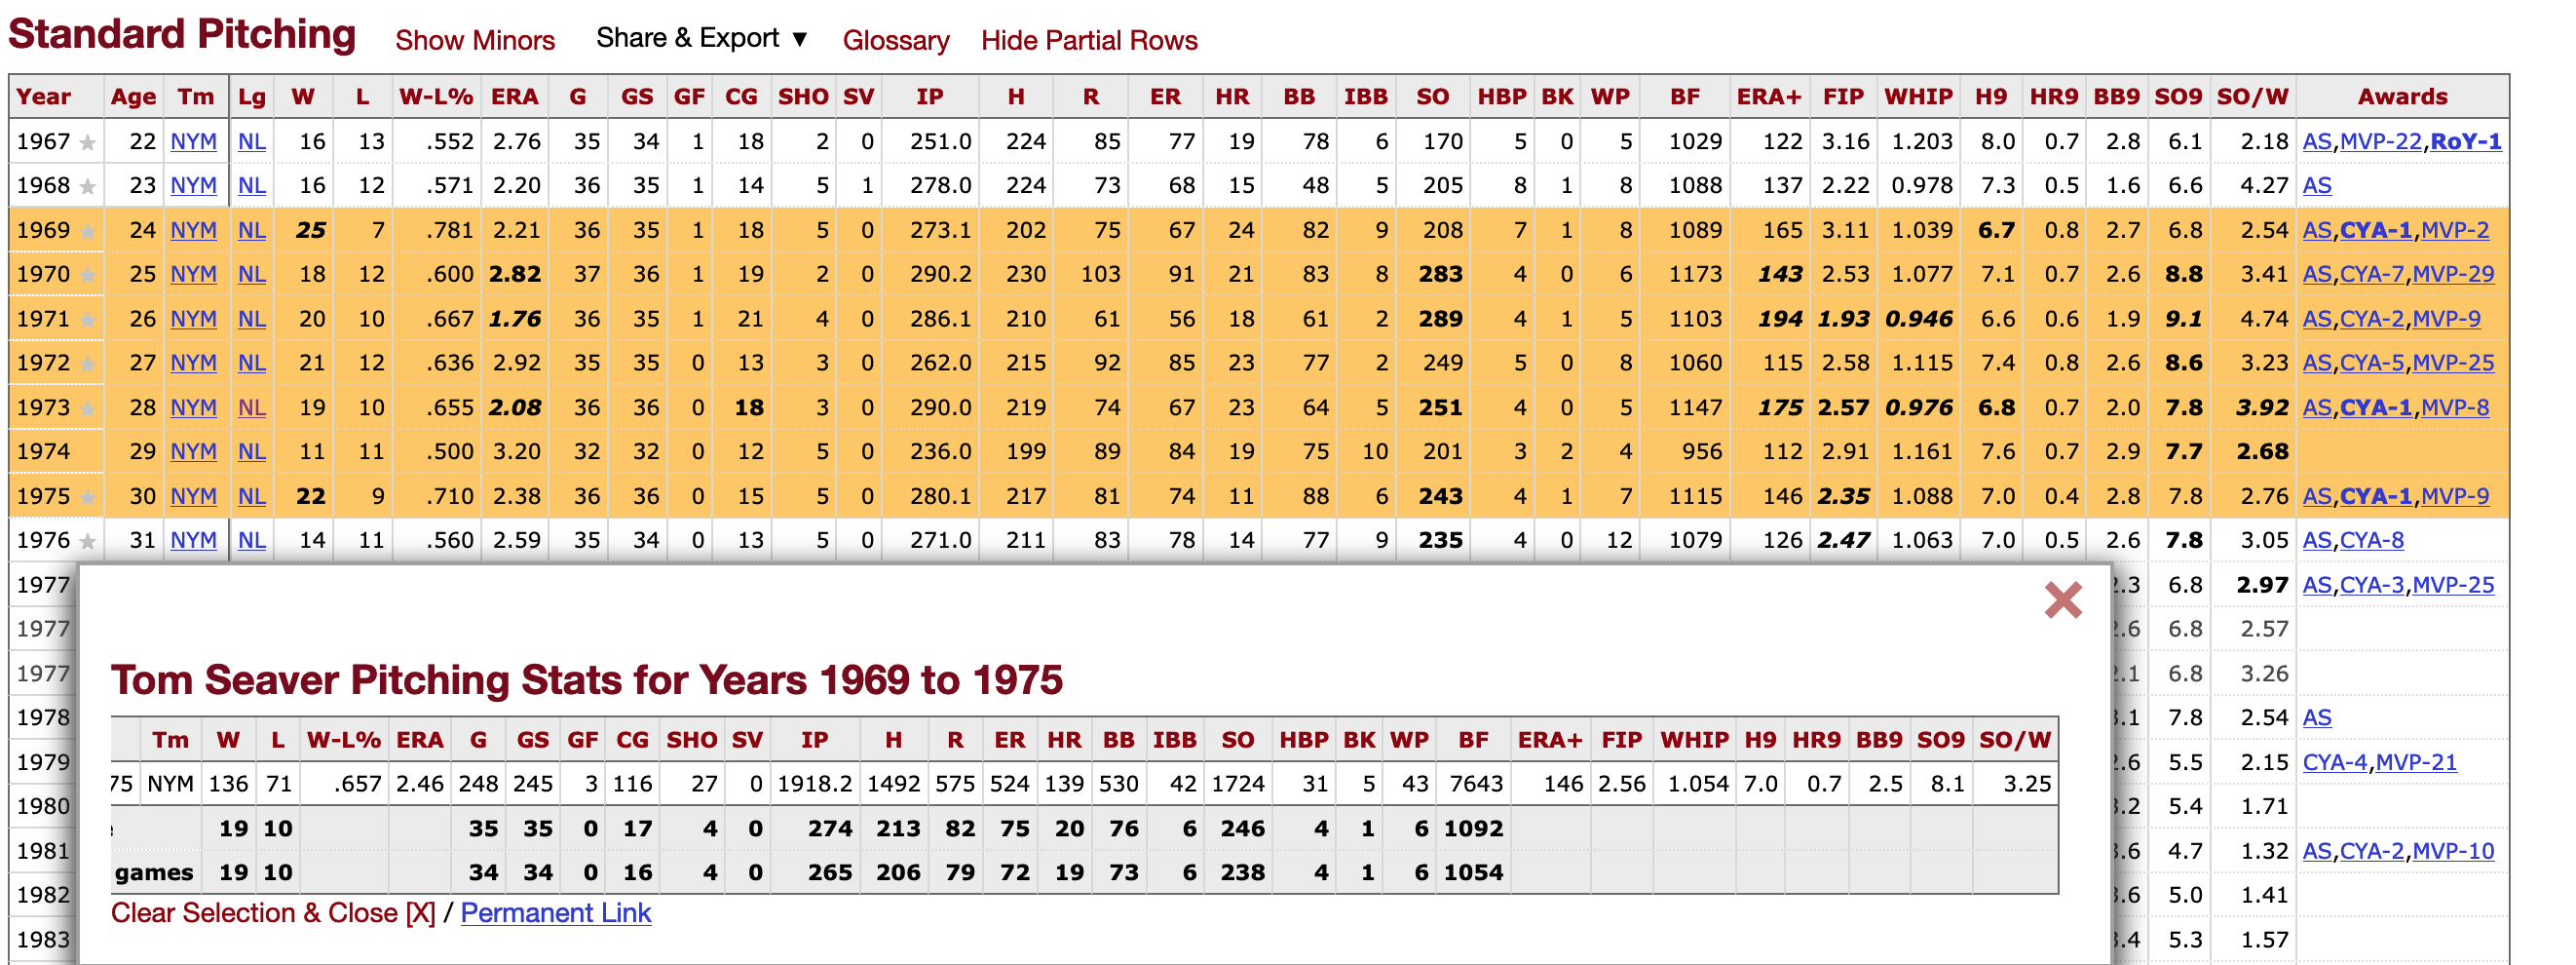 Standard Pitching Show Minors Share & Export ▼ Glossary Hide Partial Rows
Year Age Tm Lg W L W-L% ERA G GS GF CG SHO SV IP H R ER HR BB IBB SO HBP BK WP BF ERA+ FIP WHIP H9 HR9 BB9 SO9 SO/W Awards
1967 ★ 22 NYM NL 16 13 .552 2.76 35 34 1 18 2 0 251.0 224 85 77 19 78 6 170 5 0 5 1029 122 3.16 1.203 8.0 0.7 2.8 6.1 2.18 AS,MVP-22,RoY-1
1968 ★ 23 NYM NL 16 12 .571 2.20 36 35 1 14 5 1 278.0 224 73 68 15 48 5 205 8 1 8 1088 137 2.22 0.978 7.3 0.5 1.6 6.6 4.27 AS
1969 ★ 24 NYM NL 25 7 .781 2.21 36 35 1 18 5 0 273.1 202 75 67 24 82 9 208 7 1 8 1089 165 3.11 1.039 6.7 0.8 2.7 6.8 2.54 AS,CYA-1,MVP-2
1970 ★ 25 NYM NL 18 12 .600 2.82 37 36 1 19 2 0 290.2 230 103 91 21 83 8 283 4 0 6 1173 143 2.53 1.077 7.1 0.7 2.6 8.8 3.41 AS,CYA-7,MVP-29
1971 ★ 26 NYM NL 20 10 .667 1.76 36 35 1 21 4 0 286.1 210 61 56 18 61 2 289 4 1 5 1103 194 1.93 0.946 6.6 0.6 1.9 9.1 4.74 AS,CYA-2,MVP-9
1972 ★ 27 NYM NL 21 12 .636 2.92 35 35 0 13 3 0 262.0 215 92 85 23 77 2 249 5 0 8 1060 115 2.58 1.115 7.4 0.8 2.6 8.6 3.23 AS,CYA-5,MVP-25
1973 ★ 28 NYM NL 19 10 .655 2.08 36 36 0 18 3 0 290.0 219 74 67 23 64 5 251 4 0 5 1147 175 2.57 0.976 6.8 0.7 2.0 7.8 3.92 AS,CYA-1,MVP-8
1974 29 NYM NL 11 11 .500 3.20 32 32 0 12 5 0 236.0 199 89 84 19 75 10 201 3 2 4 956 112 2.91 1.161 7.6 0.7 2.9 7.7 2.68
1975 ★ 30 NYM NL 22 9 .710 2.38 36 36 0 15 5 0 280.1 217 81 74 11 88 6 243 4 1 7 1115 146 2.35 1.088 7.0 0.4 2.8 7.8 2.76 AS,CYA-1,MVP-9
1976 ★ 31 NYM NL 14 11 .560 2.59 35 34 0 13 5 0 271.0 211 83 78 14 77 9 235 4 0 12 1079 126 2.47 1.063 7.0 0.5 2.6 7.8 3.05 AS,CYA-8
1977 .3 6.8 2.97 AS,CYA-3,MVP-25
1977 .6 6.8 2.57
1977 .1 6.8 3.26
1978 .1 7.8 2.54 AS
1979 .6 5.5 2.15 CYA-4,MVP-21
1980 .2 5.4 1.71
1981 .6 4.7 1.32 AS,CYA-2,MVP-10
1982 .6 5.0 1.41
1983 .4 5.3 1.57
Tom Seaver Pitching Stats for Years 1969 to 1975
Tm W L W-L% ERA G GS GF CG SHO SV IP H R ER HR BB IBB SO HBP BK WP BF ERA+ FIP WHIP H9 HR9 BB9 SO9 SO/W
75 NYM 136 71 .657 2.46 248 245 3 116 27 0 1918.2 1492 575 524 139 530 42 1724 31 5 43 7643 146 2.56 1.054 7.0 0.7 2.5 8.1 3.25
19 10 35 35 0 17 4 0 274 213 82 75 20 76 6 246 4 1 6 1092
games 19 10 34 34 0 16 4 0 265 206 79 72 19 73 6 238 4 1 6 1054
Clear Selection & Close [X] / Permanent Link